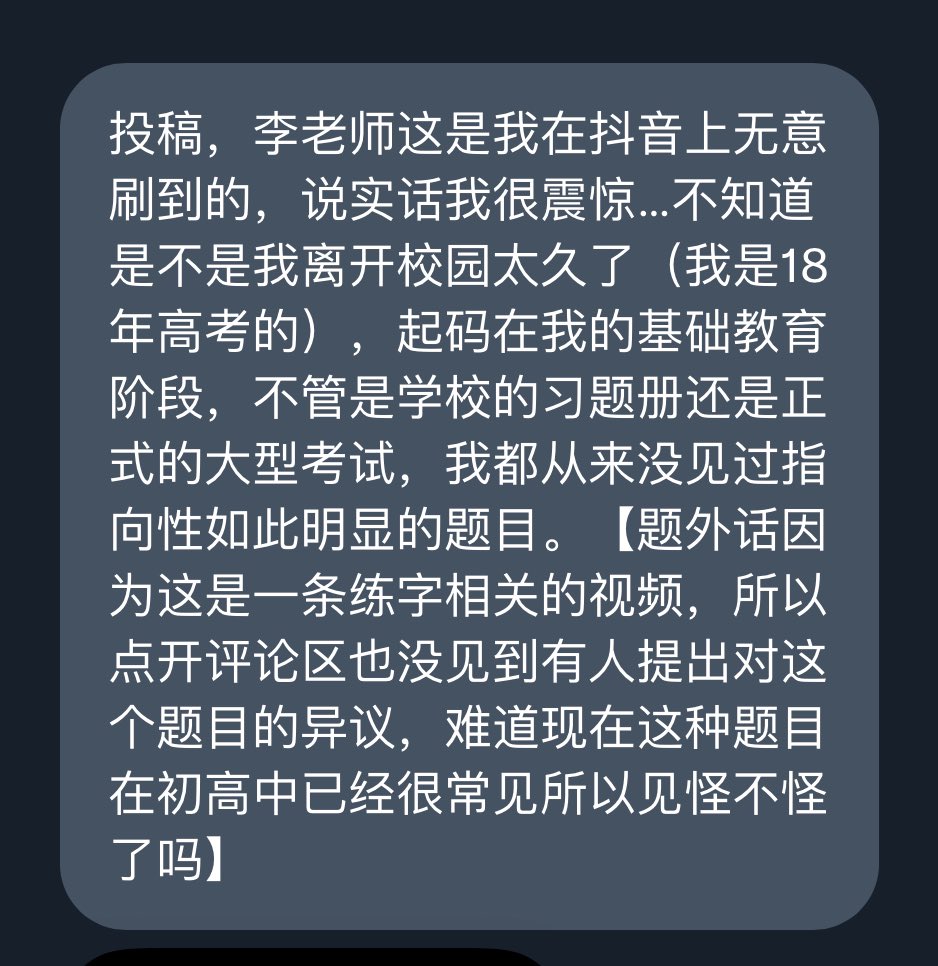 投稿，李老师这是我在抖音上无意
刷到的，说实话我很震惊...不知道
是不是我离开校园太久了（我是18
年高考的），起码在我的基础教育
阶段，不管是学校的习题册还是正
式的大型考试，我都从来没见过指
向性如此明显的题目。【题外话因
为这是一条练字相关的视频，所以
点开评论区也没见到有人提出对这
个题目的异议，难道现在这种题目
在初高中已经很常见所以见怪不怪
了吗】